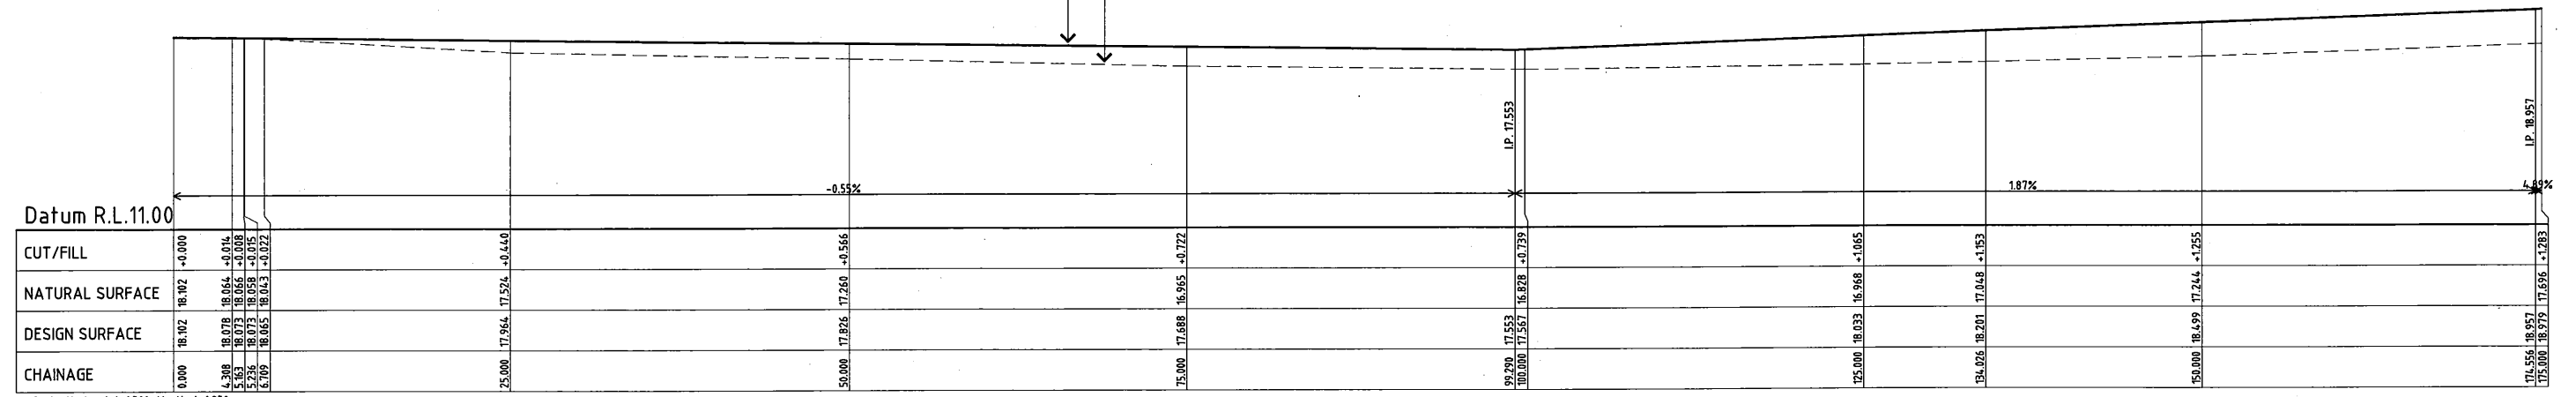 I.P. 17.553
I.P. 18.957
-0.55%
1.87%
4.89%
Datum R.L.11.00
CUT/FILL +0.000 +0.014 +0.008 +0.015 +0.022 +0.440 +0.566 +0.722 +0.739 +1.065 +1.153 +1.255 +1.283
NATURAL SURFACE 18.102 18.064 18.066 18.058 18.043 17.524 17.260 16.965 16.828 16.968 17.048 17.244 17.696
DESIGN SURFACE 18.102 18.078 18.073 18.073 18.065 17.964 17.826 17.688 17.553 17.567 18.033 18.201 18.499 18.957 18.979
CHAINAGE 0.000 4.308 5.163 5.236 6.709 25.000 50.000 75.000 99.290 100.000 125.000 134.026 150.000 174.556 175.000